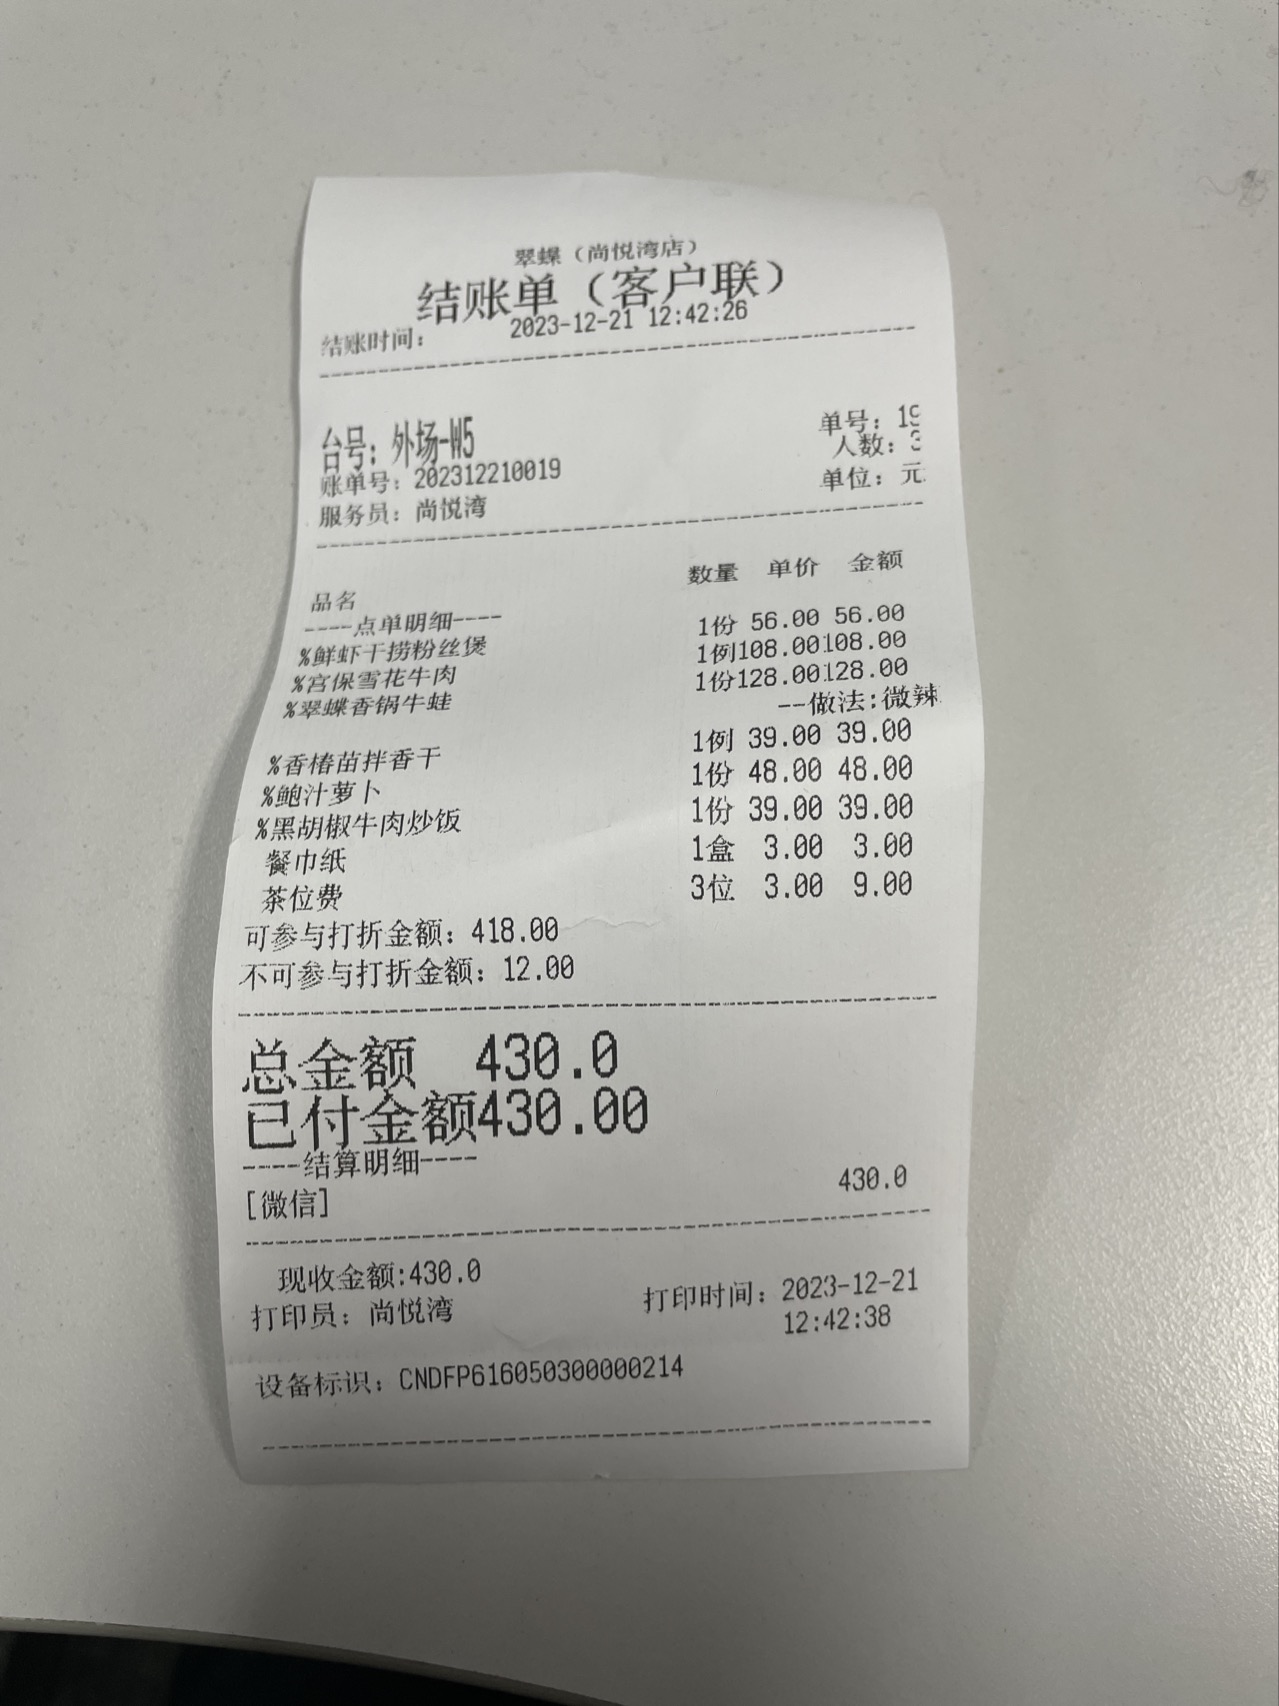 翠蝶（尚悦湾店）
结账单（客户联）
结账时间： 2023-12-21 12:42:26
台号：外场-W5 单号：19
账单号：202312210019 人数：3
服务员：尚悦湾 单位：元
品名 数量 单价 金额
----点单明细----
%鲜虾干捞粉丝煲 1份 56.00 56.00
%宫保雪花牛肉 1例108.00108.00
%翠蝶香锅牛蛙 1份128.00128.00
--做法:微辣
%香椿苗拌香干 1例 39.00 39.00
%鲍汁萝卜 1份 48.00 48.00
%黑胡椒牛肉炒饭 1份 39.00 39.00
餐巾纸 1盒 3.00 3.00
茶位费 3位 3.00 9.00
可参与打折金额：418.00
不可参与打折金额：12.00
总金额 430.0
已付金额430.00
----结算明细----
[微信] 430.0
现收金额:430.0
打印员：尚悦湾 打印时间：2023-12-21
12:42:38
设备标识：CNDFP616050300000214